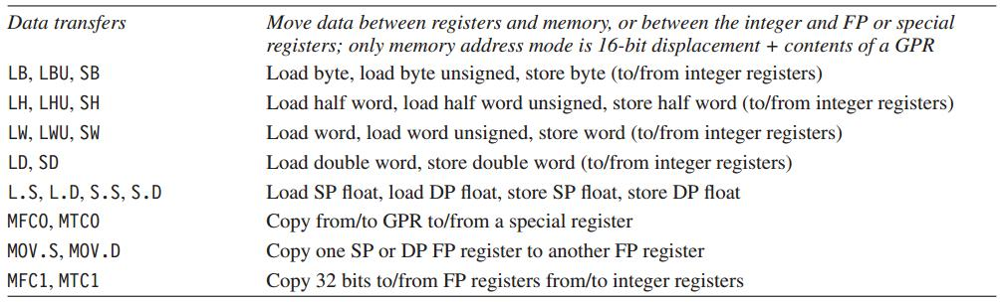 Data transfers Move data between registers and memory, or between the integer and FP or special
registers; only memory address mode is 16-bit displacement + contents of a GPR
LB, LBU, SB Load byte, load byte unsigned, store byte (to/from integer registers)
LH, LHU, SH Load half word, load half word unsigned, store half word (to/from integer registers)
LW, LWU, SW Load word, load word unsigned, store word (to/from integer registers)
LD, SD Load double word, store double word (to/from integer registers)
L.S, L.D, S.S, S.D Load SP float, load DP float, store SP float, store DP float
MFC0, MTC0 Copy from/to GPR to/from a special register
MOV.S, MOV.D Copy one SP or DP FP register to another FP register
MFC1, MTC1 Copy 32 bits to/from FP registers from/to integer registers